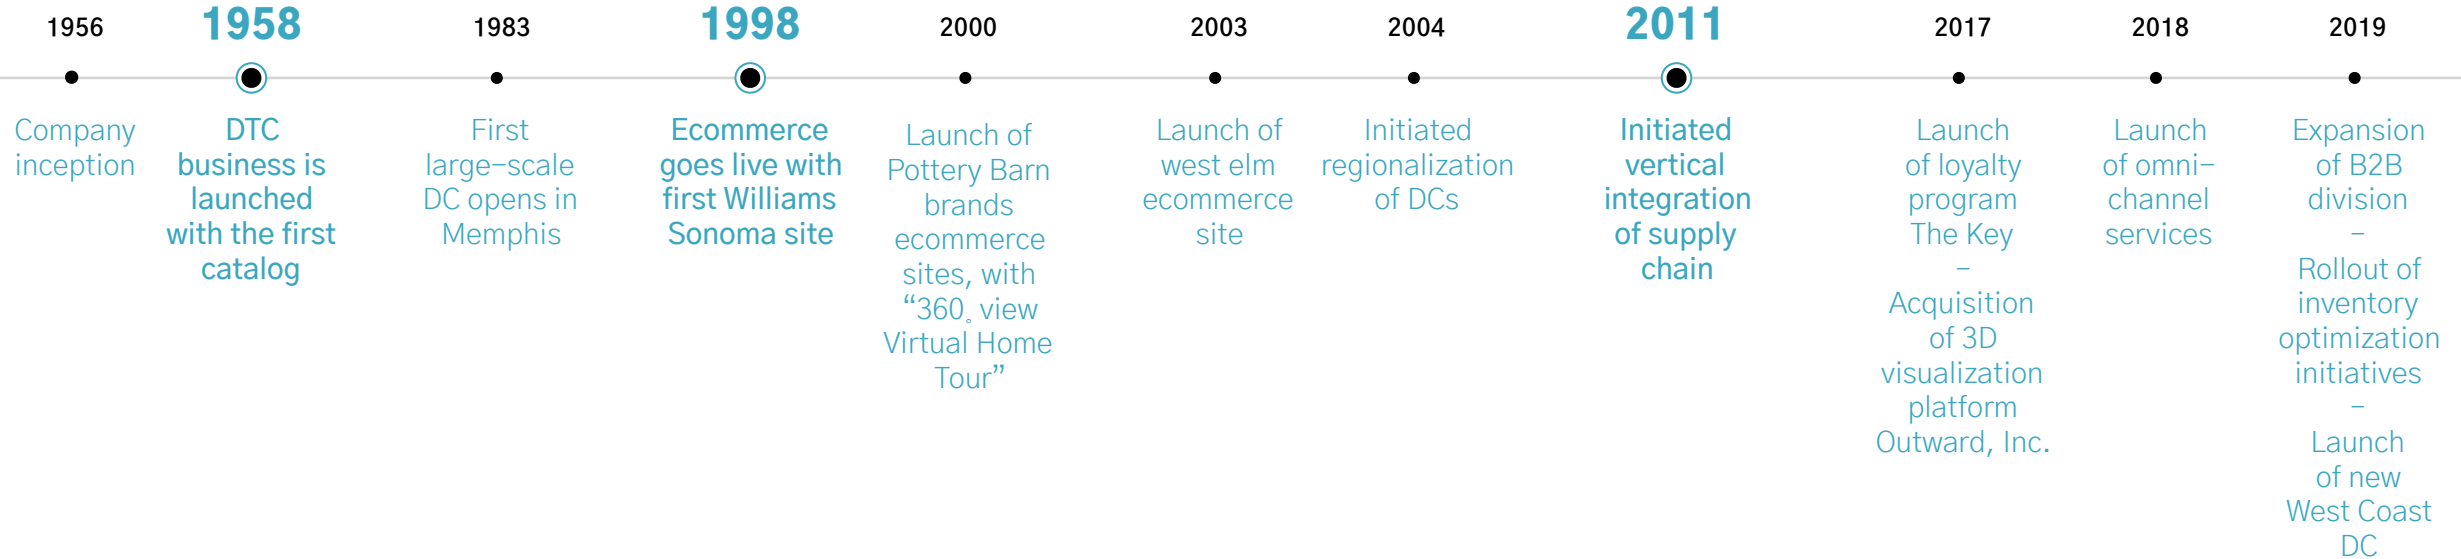 1956
Company
inception
1958
DTC
business is
launched
with the first
catalog
1983
First
large-scale
DC opens in
Memphis
1998
Ecommerce
goes live with
first Williams
Sonoma site
2000
Launch of
Pottery Barn
brands
ecommerce
sites, with
“360° view
Virtual Home
Tour”
2003
Launch of
west elm
ecommerce
site
2004
Initiated
regionalization
of DCs
2011
Initiated
vertical
integration
of supply
chain
2017
Launch
of loyalty
program
The Key
–
Acquisition
of 3D
visualization
platform
Outward, Inc.
2018
Launch
of omni-
channel
services
2019
Expansion
of B2B
division
–
Rollout of
inventory
optimization
initiatives
–
Launch
of new
West Coast
DC